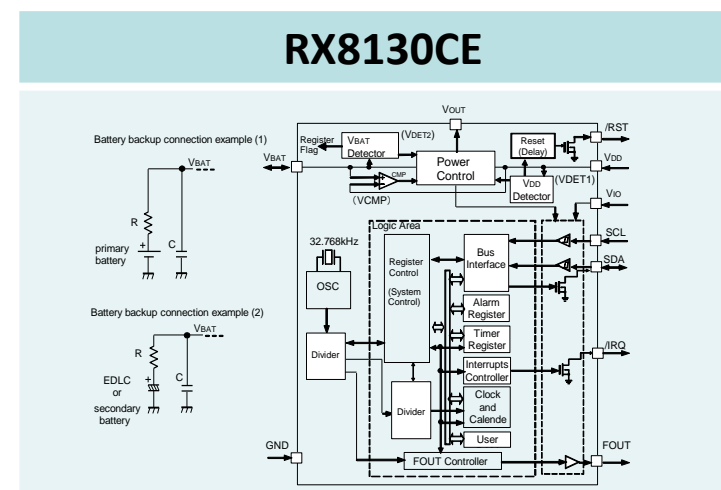 RX8130CE
Battery backup connection example (1)
VBAT
R
+
C
primary
battery
Battery backup connection example (2)
VBAT
R
+
C
EDLC
or
secondary
battery
VOUT
/RST
Register
Flag
VBAT
Detector
(VDET2)
Reset
(Delay)
VBAT
Power
Control
VDD
CMP
(VCMP)
VDD
Detector
(VDET1)
VIO
Logic Area
32.768kHz
SCL
Register
Control
(System
Control)
Bus
Interface
SDA
OSC
Alarm
Register
Timer
Register
Divider
/IRQ
Interrupts
Controller
Divider
Clock
and
Calende
User
GND
FOUT Controller
FOUT